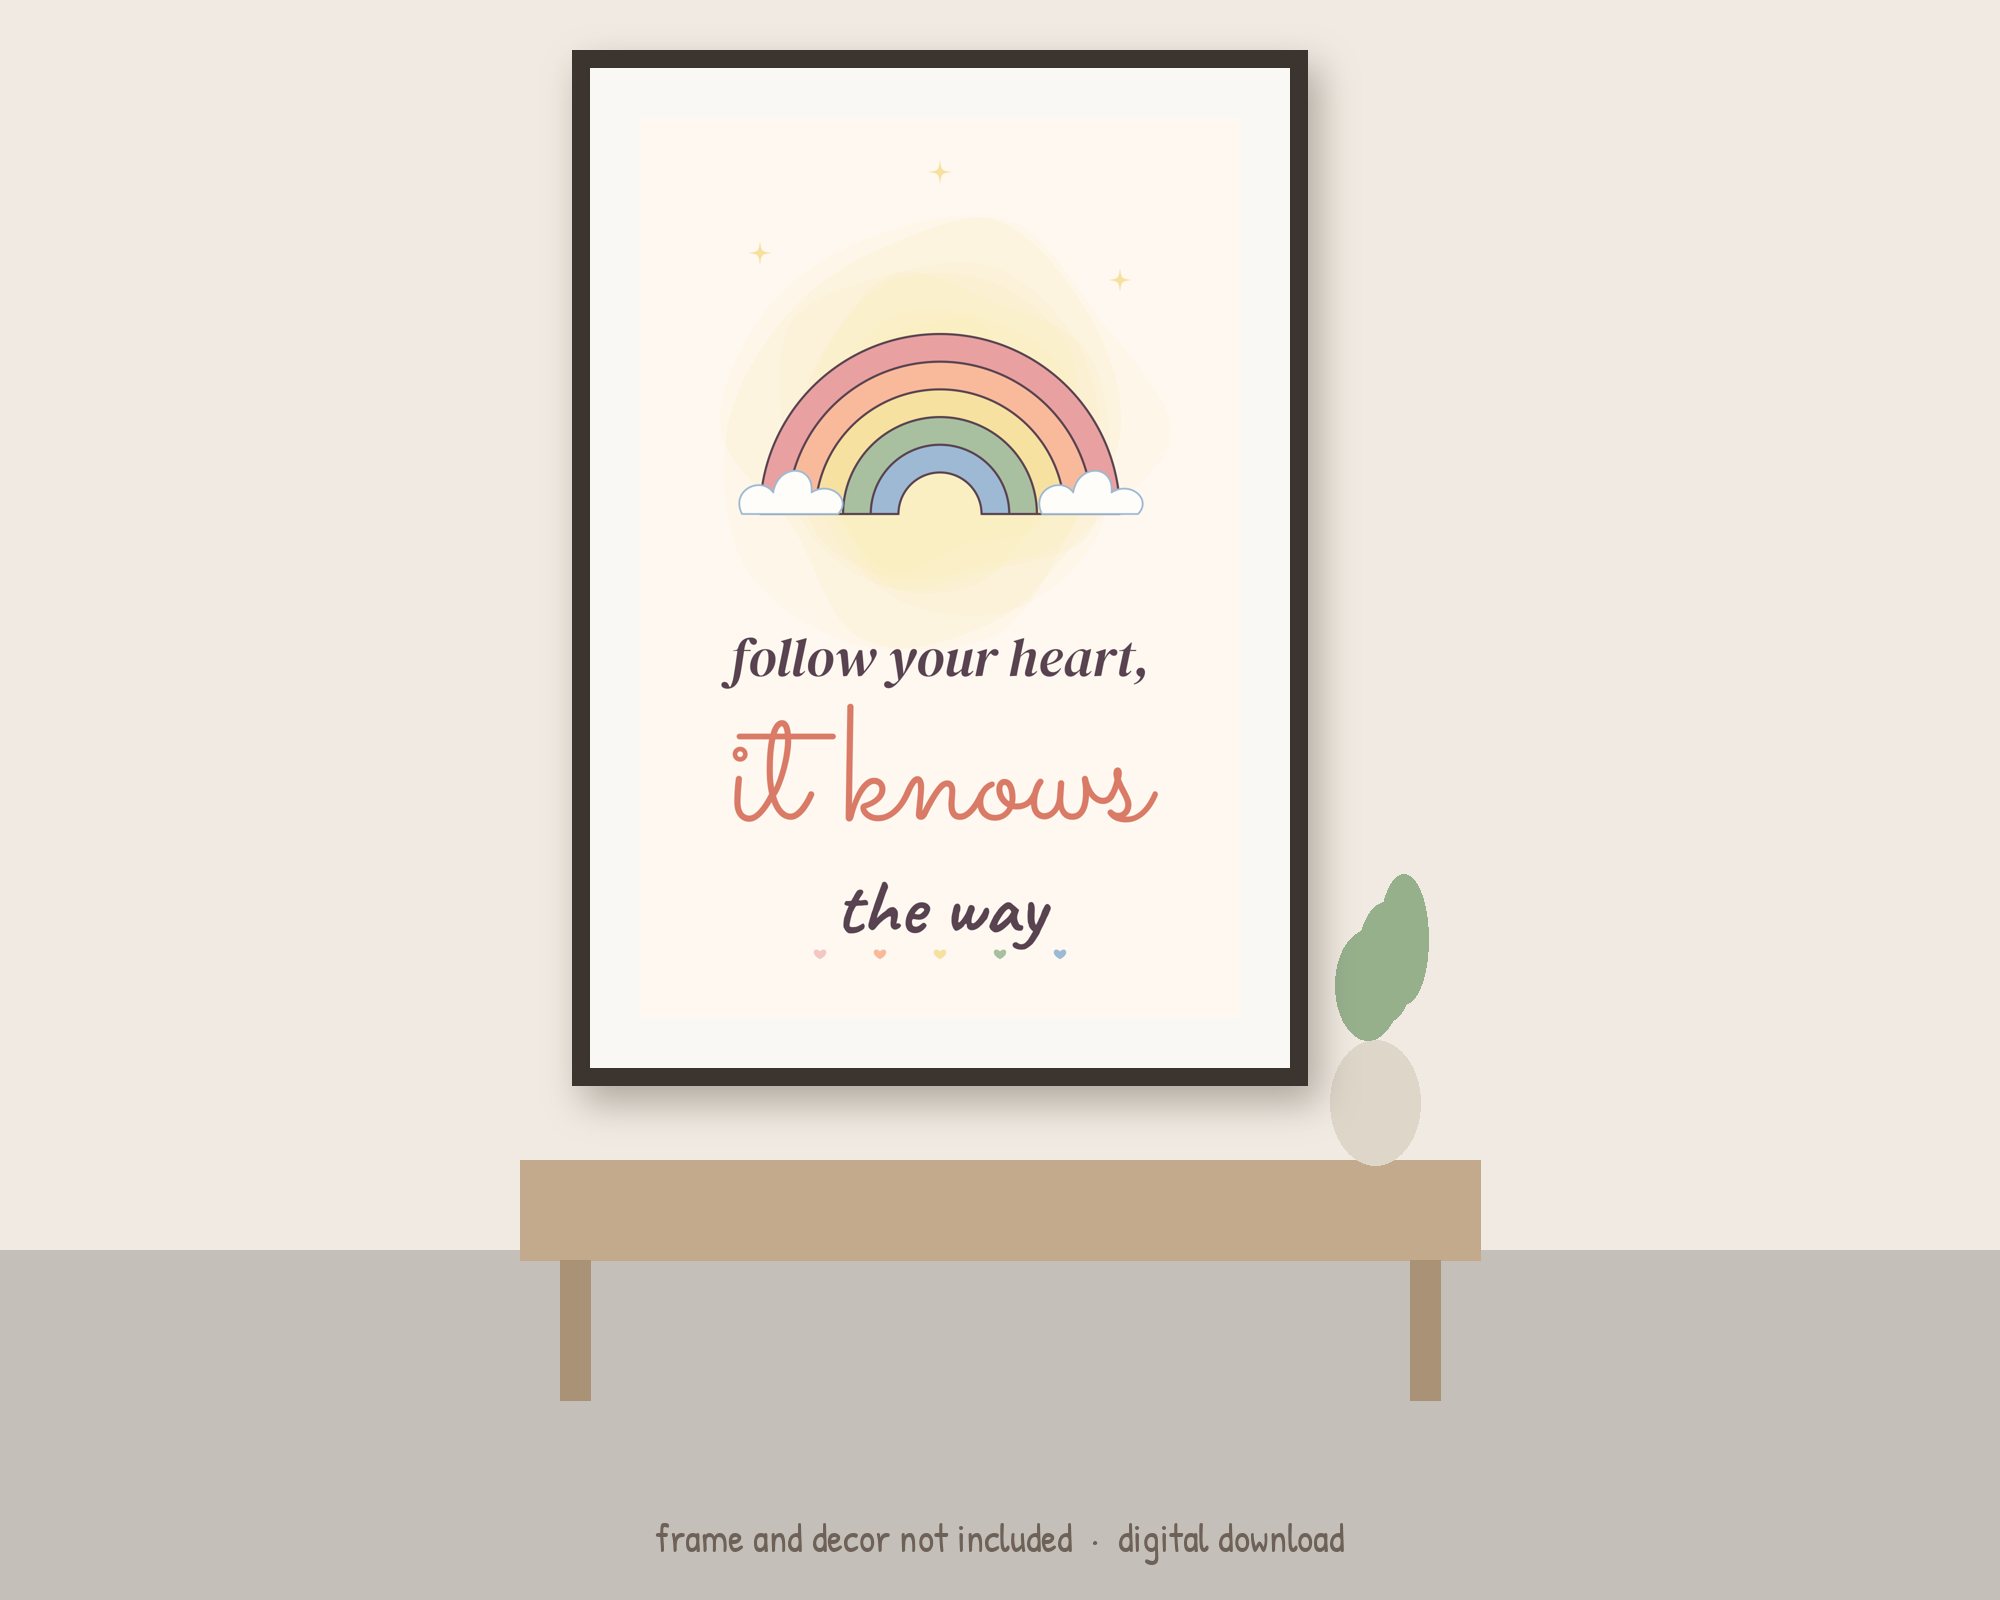 follow your heart,
it knows
the way
frame and decor not included · digital download